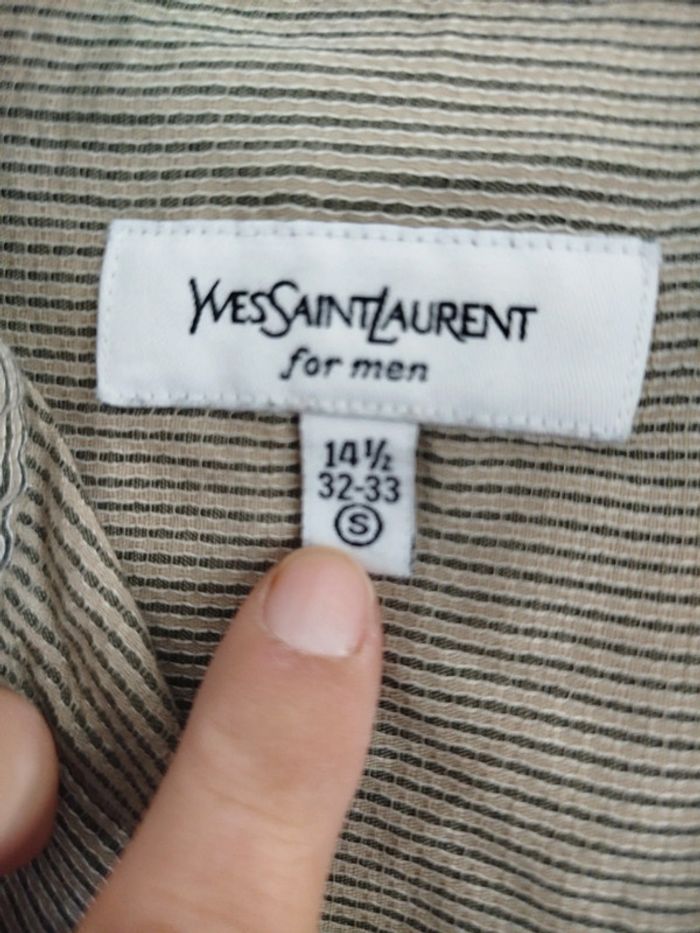 YVESSAINTLAURENT
for men
14½
32-33
S